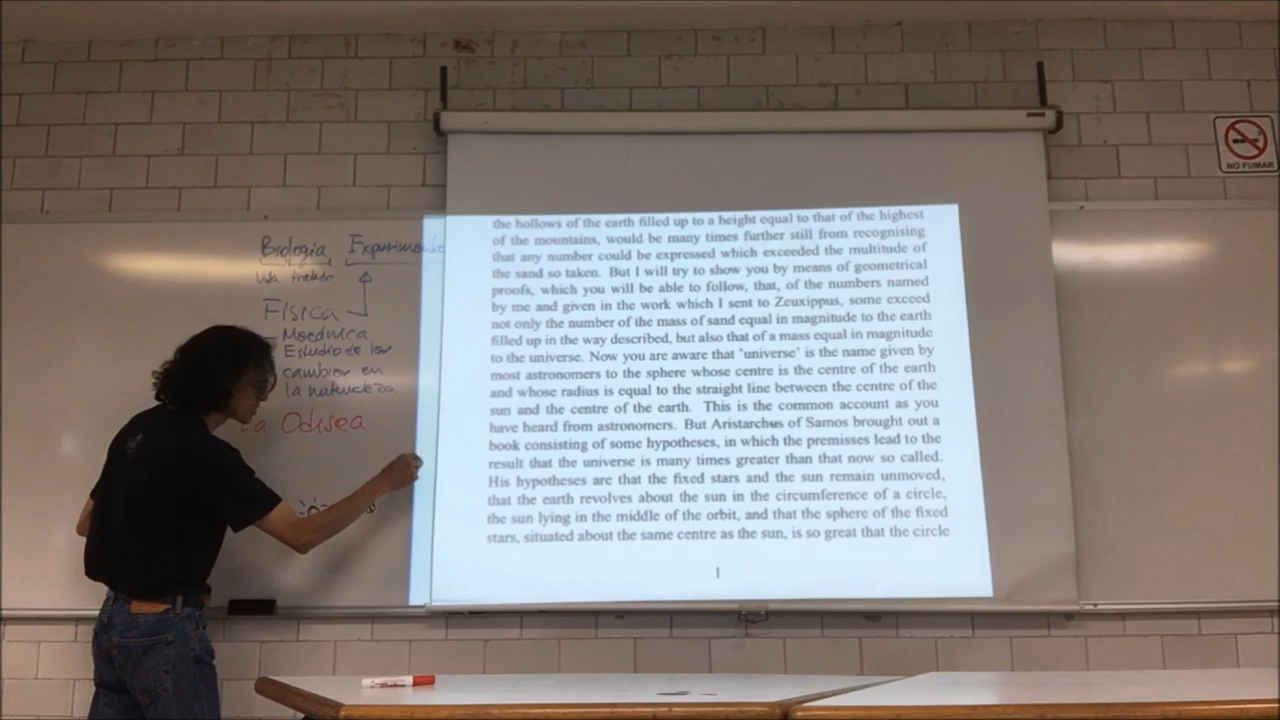 Biología Experimen
Física
Mecánica
Estudio de los
cambios en
la naturaleza
a Odisea
the hollows of the earth filled up to a height equal to that of the highest
of the mountains, would be many times further still from recognising
that any number could be expressed which exceeded the multitude of
the sand so taken. But I will try to show you by means of geometrical
proofs, which you will be able to follow, that, of the numbers named
by me and given in the work which I sent to Zeuxippus, some exceed
not only the number of the mass of sand equal in magnitude to the earth
filled up in the way described, but also that of a mass equal in magnitude
to the universe. Now you are aware that 'universe' is the name given by
most astronomers to the sphere whose centre is the centre of the earth
and whose radius is equal to the straight line between the centre of the
sun and the centre of the earth. This is the common account as you
have heard from astronomers. But Aristarchus of Samos brought out a
book consisting of some hypotheses, in which the premisses lead to the
result that the universe is many times greater than that now so called.
His hypotheses are that the fixed stars and the sun remain unmoved,
that the earth revolves about the sun in the circumference of a circle,
the sun lying in the middle of the orbit, and that the sphere of the fixed
stars, situated about the same centre as the sun, is so great that the circle
1
NO FUMAR